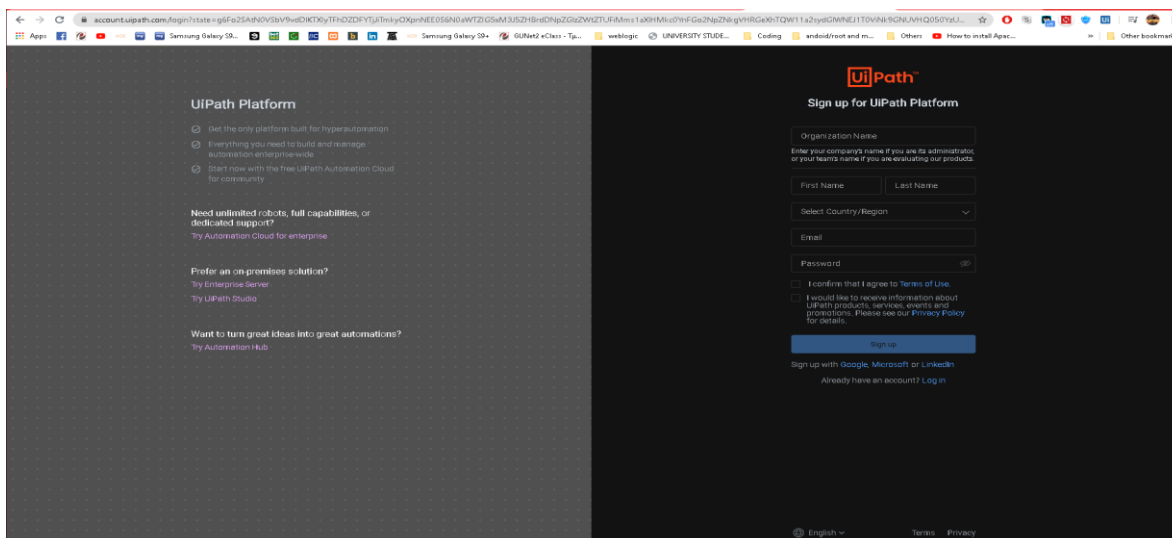 account.uipath.com
Apps
Samsung Galaxy S9...
Samsung Galaxy S9+
GUNet2 eClass - Τμ...
weblogic
UNIVERSITY STUDE...
Coding
andoid/root and m...
Others
How to install Apac...
»
Other bookmar
UiPath Platform
Get the only platform built for hyperautomation
Everything you need to build and manage
automation enterprise-wide
Start now with the free UiPath Automation Cloud
for community
Need unlimited robots, full capabilities, or
dedicated support?
Try Automation Cloud for enterprise
Prefer an on-premises solution?
Try Enterprise Server
Try UiPath Studio
Want to turn great ideas into great automations?
Try Automation Hub
UiPath™
Sign up for UiPath Platform
Organization Name
Enter your company's name if you are its administrator,
or your team's name if you are evaluating our products.
First Name
Last Name
Select Country/Region
Email
Password
I confirm that I agree to Terms of Use.
I would like to receive information about
UiPath products, services, events and
promotions. Please see our Privacy Policy
for details.
Sign up
Sign up with Google, Microsoft or LinkedIn
Already have an account? Log in
English
Terms
Privacy